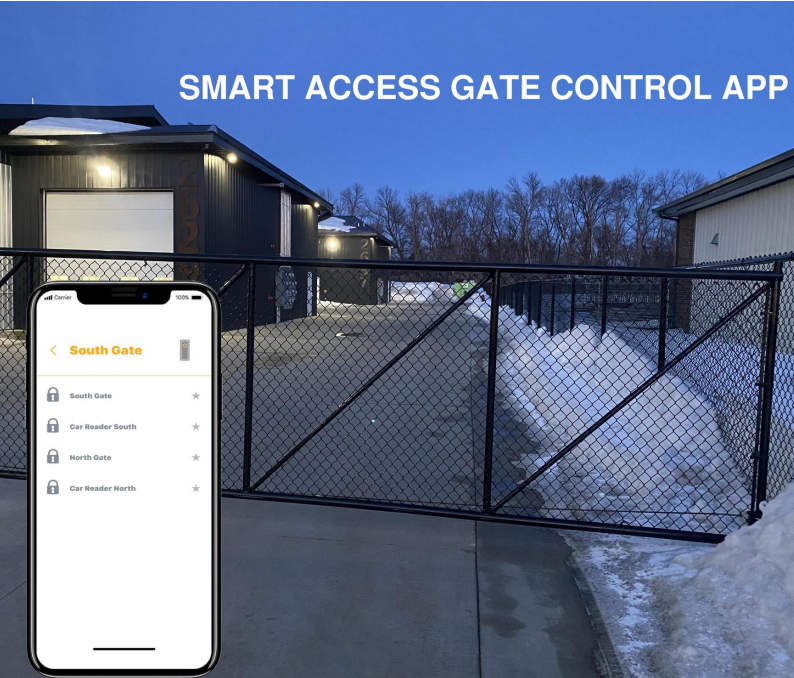 SMART ACCESS GATE CONTROL APP
Carrier
100%
< South Gate
South Gate
Car Reader South
North Gate
Car Reader North